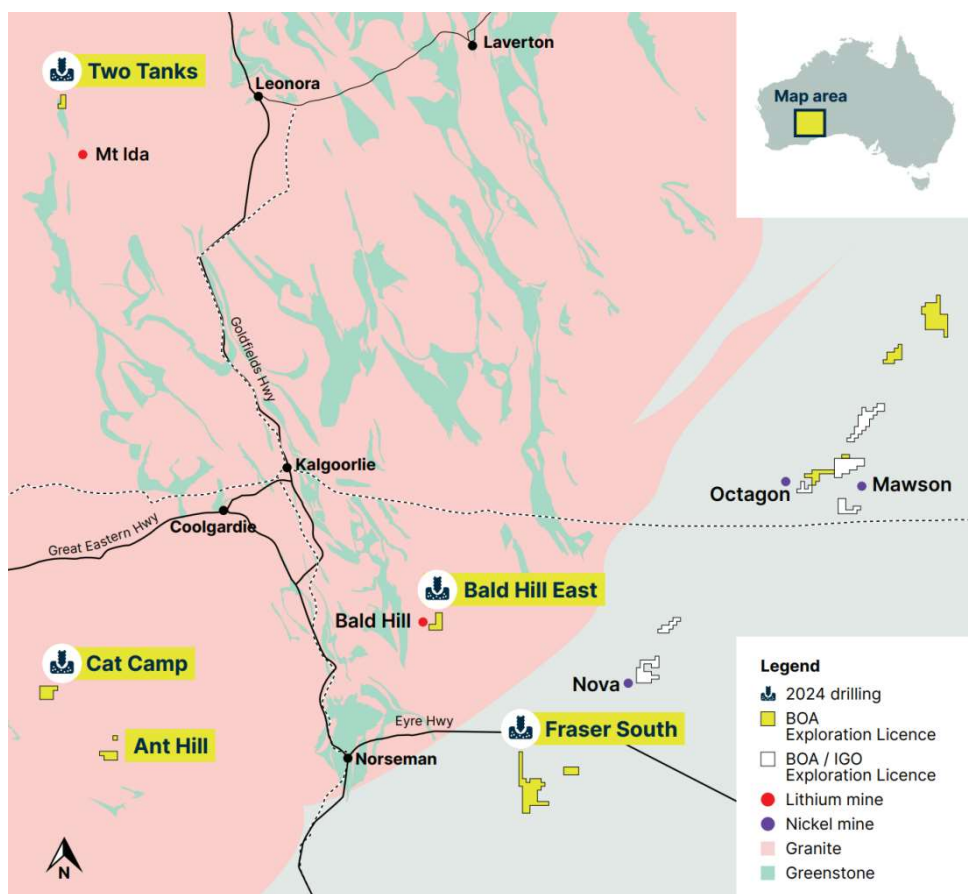 Laverton
Two Tanks
Leonora
Map area
Mt Ida
Goldfields Hwy
Kalgoorlie
Octagon
Mawson
Coolgardie
Great Eastern Hwy
Bald Hill East
Bald Hill
Cat Camp
Nova
Ant Hill
Eyre Hwy
Fraser South
Norseman
N
Legend
2024 drilling
BOA
Exploration Licence
BOA / IGO
Exploration Licence
Lithium mine
Nickel mine
Granite
Greenstone